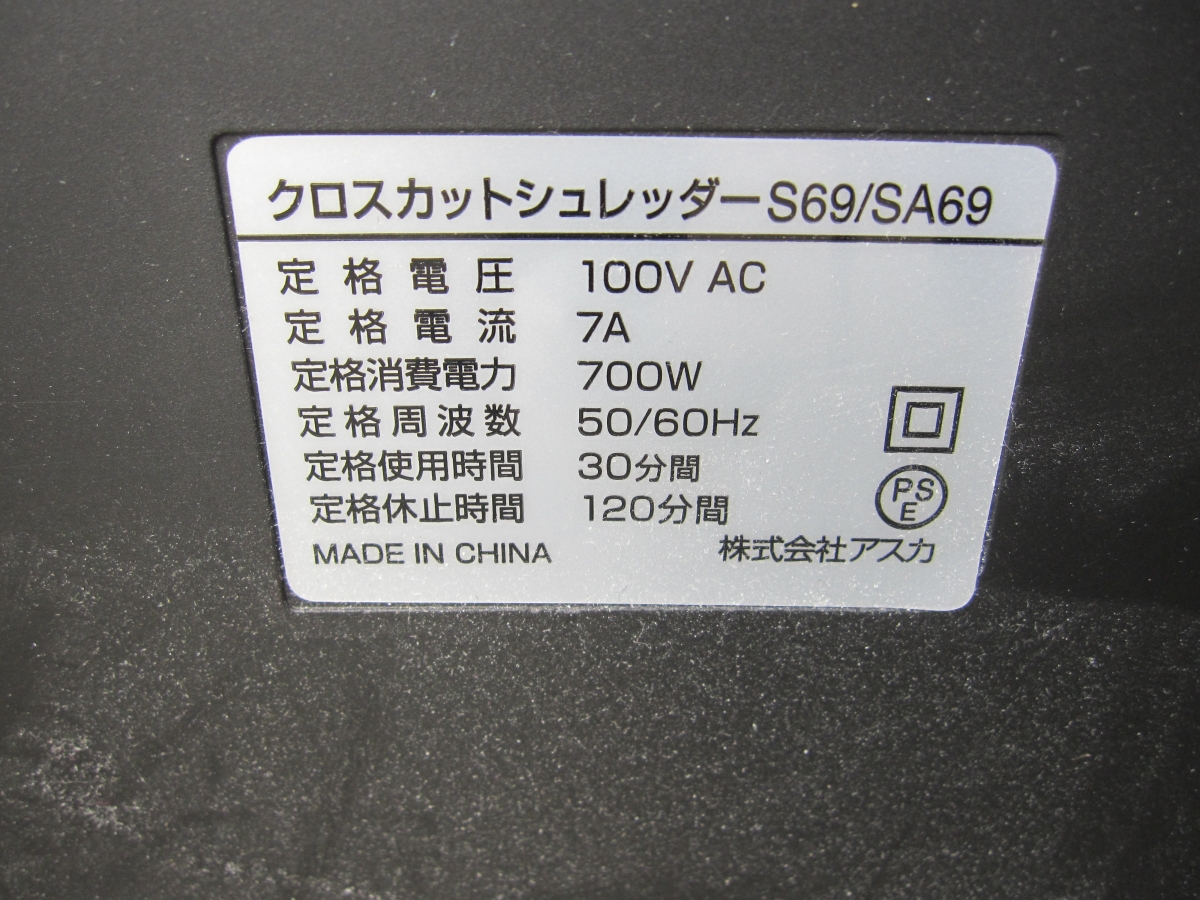 クロスカットシュレッダーS69/SA69
定格電圧 100V AC
定格電流 7A
定格消費電力 700W
定格周波数 50/60Hz
定格使用時間 30分間
定格休止時間 120分間
PS
E
MADE IN CHINA 株式会社アスカ